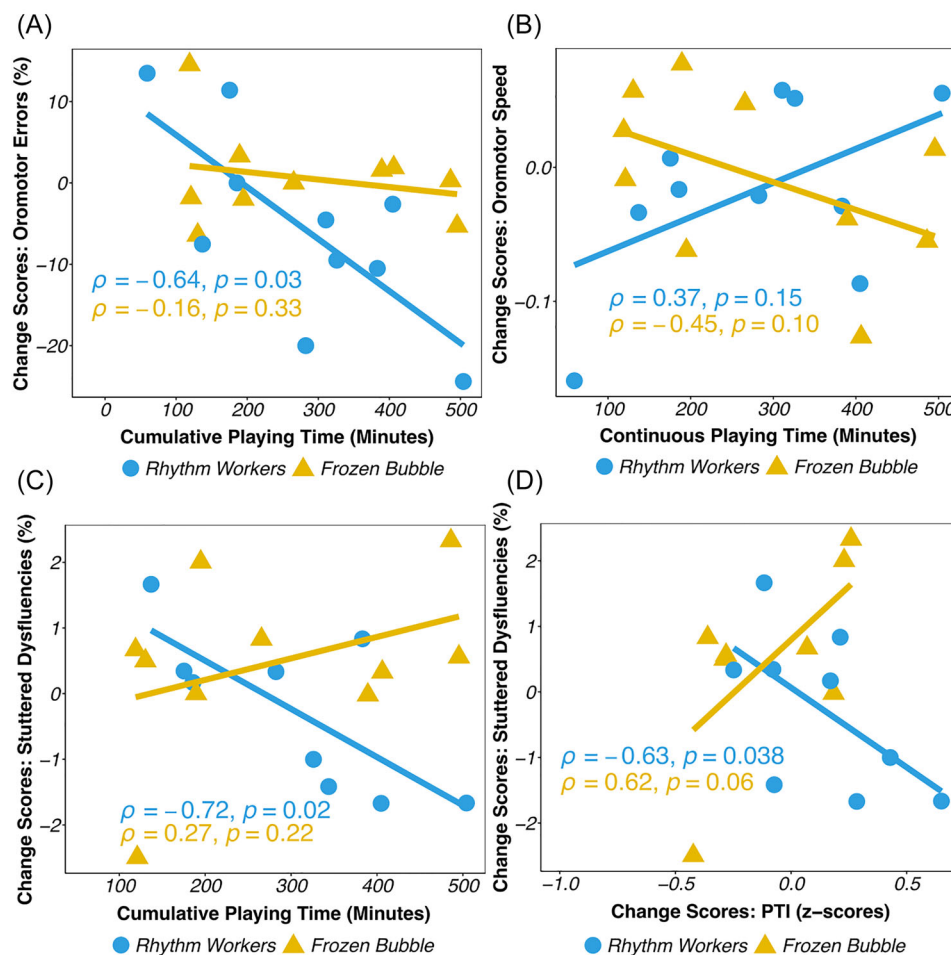 (A)
Change Scores: Oromotor Errors (%)
10
0
−10
−20
ρ = −0.64, p = 0.03
ρ = −0.16, p = 0.33
0 100 200 300 400 500
Cumulative Playing Time (Minutes)
Rhythm Workers Frozen Bubble
(B)
Change Scores: Oromotor Speed
0.0
−0.1
ρ = 0.37, p = 0.15
ρ = −0.45, p = 0.10
100 200 300 400 500
Continuous Playing Time (Minutes)
Rhythm Workers Frozen Bubble
(C)
Change Scores: Stuttered Dysfluencies (%)
2
1
0
−1
−2
ρ = −0.72, p = 0.02
ρ = 0.27, p = 0.22
100 200 300 400 500
Cumulative Playing Time (Minutes)
Rhythm Workers Frozen Bubble
(D)
Change Scores: Stuttered Dysfluencies (%)
2
1
0
−1
−2
ρ = −0.63, p = 0.038
ρ = 0.62, p = 0.06
−1.0 −0.5 0.0 0.5
Change Scores: PTI (z−scores)
Rhythm Workers Frozen Bubble